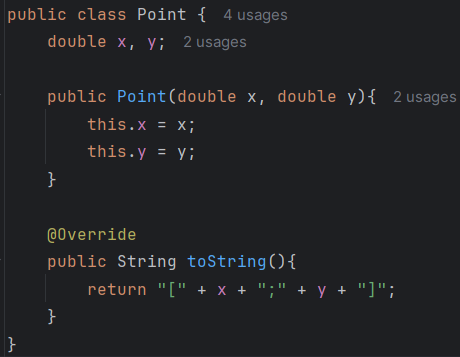 public class Point {  4 usages
    double x, y;  2 usages

    public Point(double x, double y){  2 usages
        this.x = x;
        this.y = y;
    }

    @Override
    public String toString(){
        return "[" + x + ";" + y + "]";
    }
}